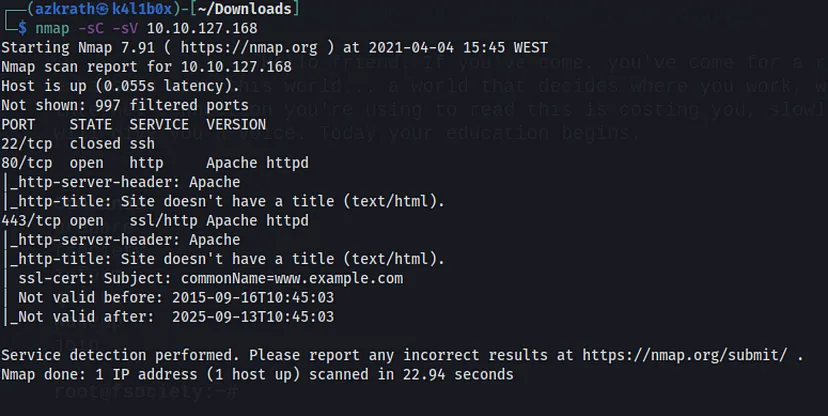 ┌──(azkrath㉿k4l1b0x)-[~/Downloads]
└─$ nmap -sC -sV 10.10.127.168
Starting Nmap 7.91 ( https://nmap.org ) at 2021-04-04 15:45 WEST
Nmap scan report for 10.10.127.168
Host is up (0.055s latency).
Not shown: 997 filtered ports
PORT    STATE  SERVICE  VERSION
22/tcp  closed ssh
80/tcp  open   http     Apache httpd
|_http-server-header: Apache
|_http-title: Site doesn't have a title (text/html).
443/tcp open   ssl/http Apache httpd
|_http-server-header: Apache
|_http-title: Site doesn't have a title (text/html).
| ssl-cert: Subject: commonName=www.example.com
| Not valid before: 2015-09-16T10:45:03
|_Not valid after:  2025-09-13T10:45:03
Service detection performed. Please report any incorrect results at https://nmap.org/submit/ .
Nmap done: 1 IP address (1 host up) scanned in 22.94 seconds
root@fsociety:~#